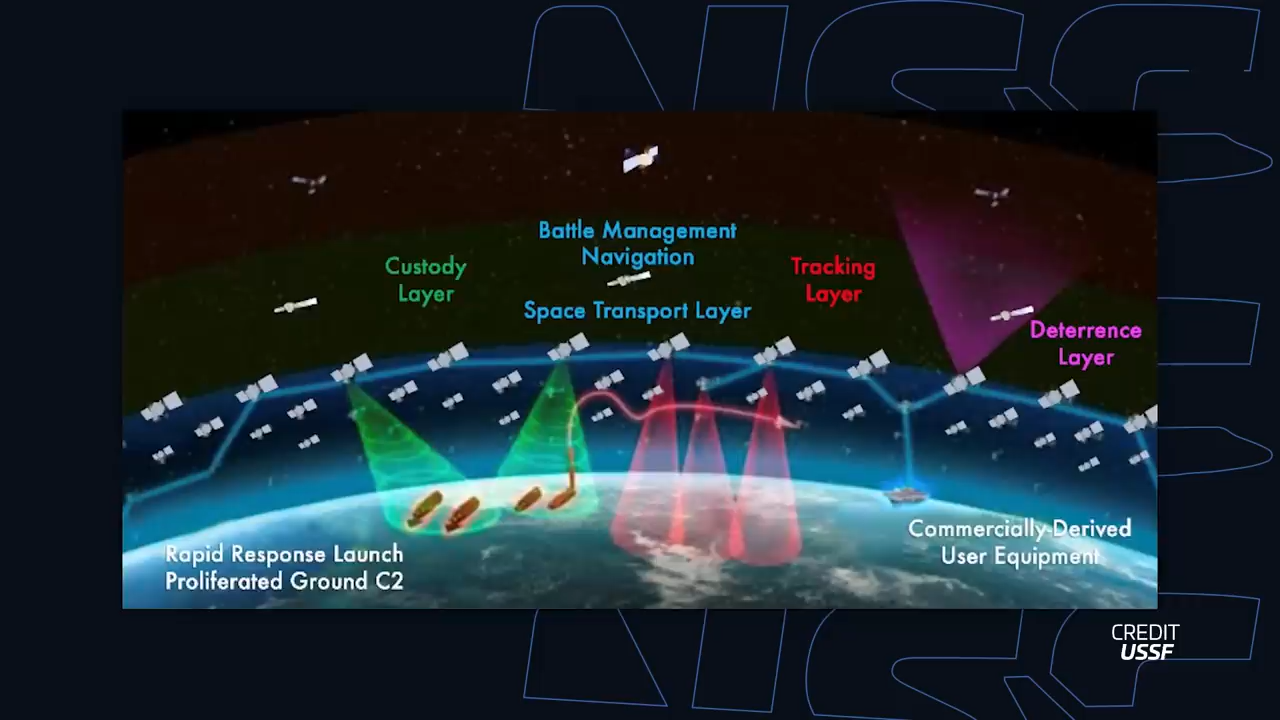 Battle Management
Navigation
Custody
Layer
Tracking
Layer
Space Transport Layer
Deterrence
Layer
Commercially-Derived
User Equipment
Rapid Response Launch
Proliferated Ground C2
CREDIT
USSF